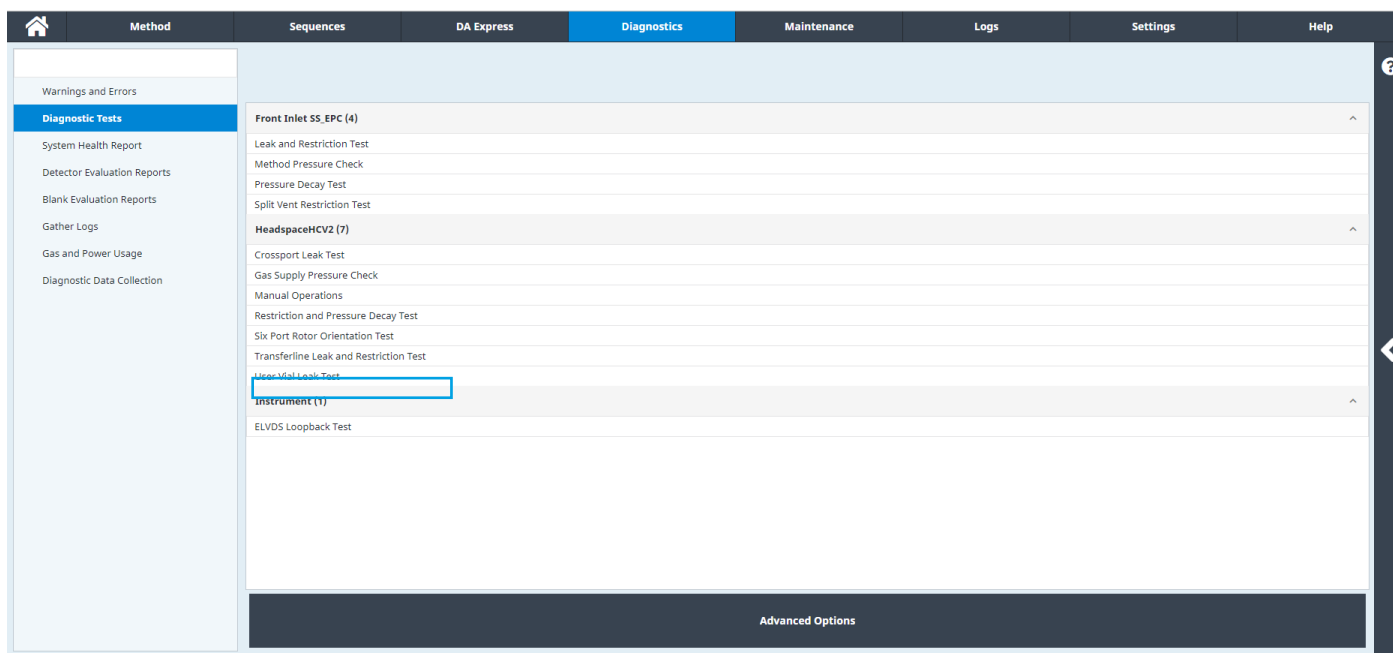 Method Sequences DA Express Diagnostics Maintenance Logs Settings Help
Warnings and Errors
Diagnostic Tests
System Health Report
Detector Evaluation Reports
Blank Evaluation Reports
Gather Logs
Gas and Power Usage
Diagnostic Data Collection
Front Inlet SS_EPC (4)
Leak and Restriction Test
Method Pressure Check
Pressure Decay Test
Split Vent Restriction Test
HeadspaceHCV2 (7)
Crossport Leak Test
Gas Supply Pressure Check
Manual Operations
Restriction and Pressure Decay Test
Six Port Rotor Orientation Test
Transferline Leak and Restriction Test
User Vial Leak Test
Instrument (1)
ELVDS Loopback Test
Advanced Options
?